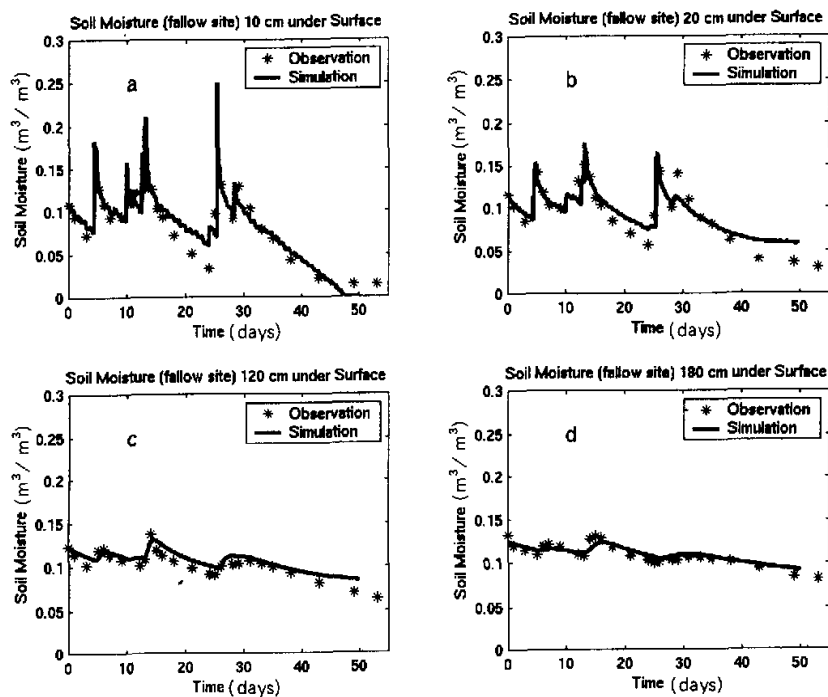 Soil Moisture (fallow site) 10 cm under Surface
0.3
0.25
0.2
0.15
0.1
0.05
0
Soil Moisture (m³/ m³)
a
Observation
Simulation
0 10 20 30 40 50
Time (days)
Soil Moisture (fallow site) 20 cm under Surface
0.3
0.25
0.2
0.15
0.1
0.05
0
Soil Moisture (m³/ m³)
b
Observation
Simulation
0 10 20 30 40 50
Time (days)
Soil Moisture (fallow site) 120 cm under Surface
0.3
0.25
0.2
0.15
0.1
0.05
0
Soil Moisture (m³/ m³)
c
Observation
Simulation
0 10 20 30 40 50
Time (days)
Soil Moisture (fallow site) 180 cm under Surface
0.3
0.25
0.2
0.15
0.1
0.05
0
Soil Moisture (m³/ m³)
d
Observation
Simulation
0 10 20 30 40 50
Time (days)